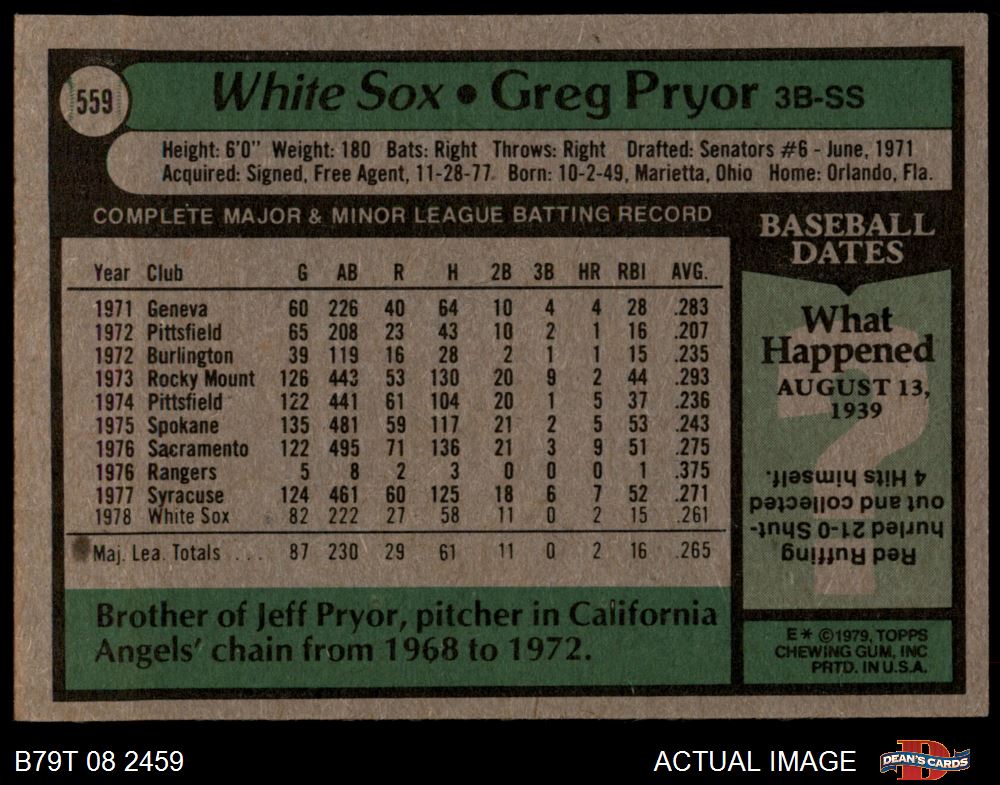 559
White Sox • Greg Pryor 3B-SS
Height: 6'0" Weight: 180 Bats: Right Throws: Right Drafted: Senators #6 - June, 1971
Acquired: Signed, Free Agent, 11-28-77 Born: 10-2-49, Marietta, Ohio Home: Orlando, Fla.
COMPLETE MAJOR & MINOR LEAGUE BATTING RECORD
Year Club G AB R H 2B 3B HR RBI AVG.
1971 Geneva 60 226 40 64 10 4 4 28 .283
1972 Pittsfield 65 208 23 43 10 2 1 16 .207
1972 Burlington 39 119 16 28 2 1 1 15 .235
1973 Rocky Mount 126 443 53 130 20 9 2 44 .293
1974 Pittsfield 122 441 61 104 20 1 5 37 .236
1975 Spokane 135 481 59 117 21 2 5 53 .243
1976 Sacramento 122 495 71 136 21 3 9 51 .275
1976 Rangers 5 8 2 3 0 0 0 1 .375
1977 Syracuse 124 461 60 125 18 6 7 52 .271
1978 White Sox 82 222 27 58 11 0 2 15 .261
Maj. Lea. Totals ... 87 230 29 61 11 0 2 16 .265
Brother of Jeff Pryor, pitcher in California
Angels' chain from 1968 to 1972.
BASEBALL
DATES
What
Happened
AUGUST 13,
1939
?
Red Ruffing
hurled 21-0 Shut-
out and collected
4 Hits himself.
E* ©1979, TOPPS
CHEWING GUM, INC
PRTD. IN U.S.A.
B79T 08 2459
ACTUAL IMAGE
D
DEAN'S CARDS